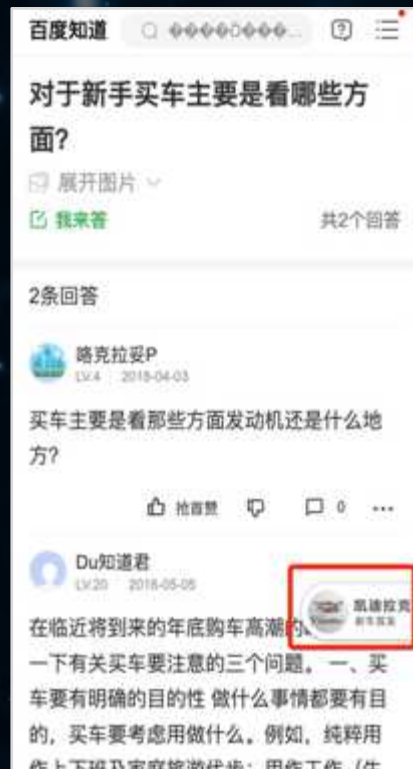 百度知道
对于新手买车主要是看哪些方
面?
展开图片
我来答 共2个回答
2条回答
略克拉妥P
LV.4 2018-04-03
买车主要是看那些方面发动机还是什么地
方?
抢首赞 0
Du知道君
LV.20 2016-05-05
凯迪拉克
在临近将到来的年底购车高潮的
一下有关买车要注意的三个问题。一、买
车要有明确的目的性 做什么事情都要有目
的,买车要考虑用做什么。例如,纯粹用